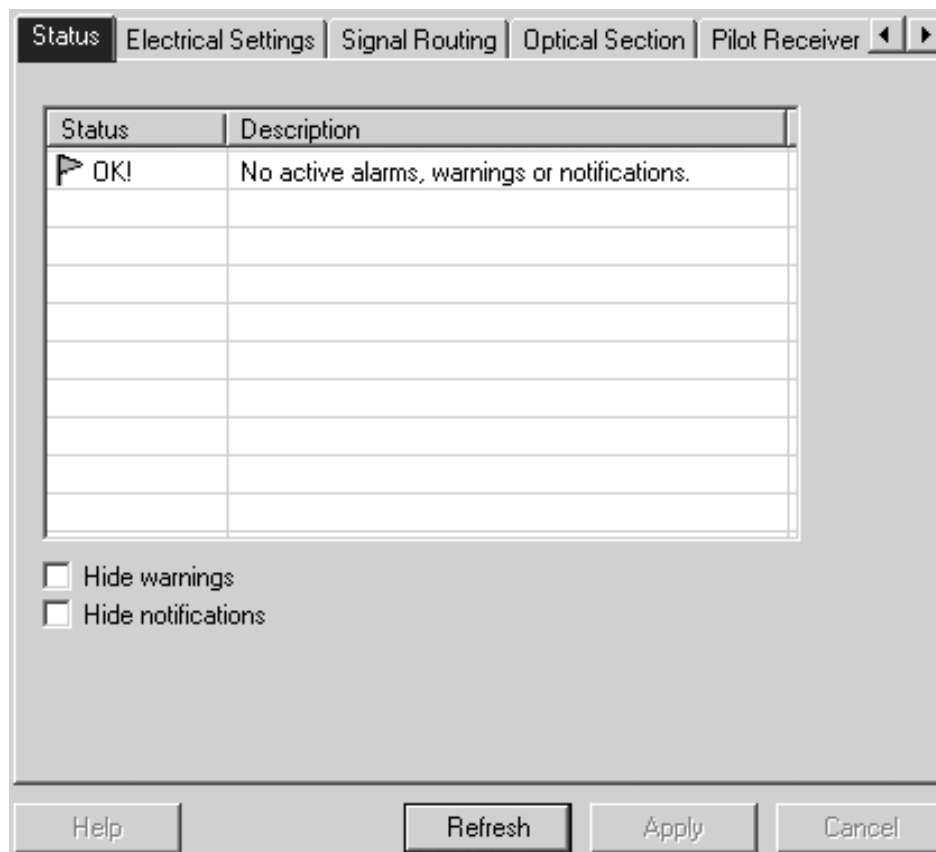 Status Electrical Settings Signal Routing Optical Section Pilot Receiver
Status Description
OK! No active alarms, warnings or notifications.
Hide warnings
Hide notifications
Help Refresh Apply Cancel